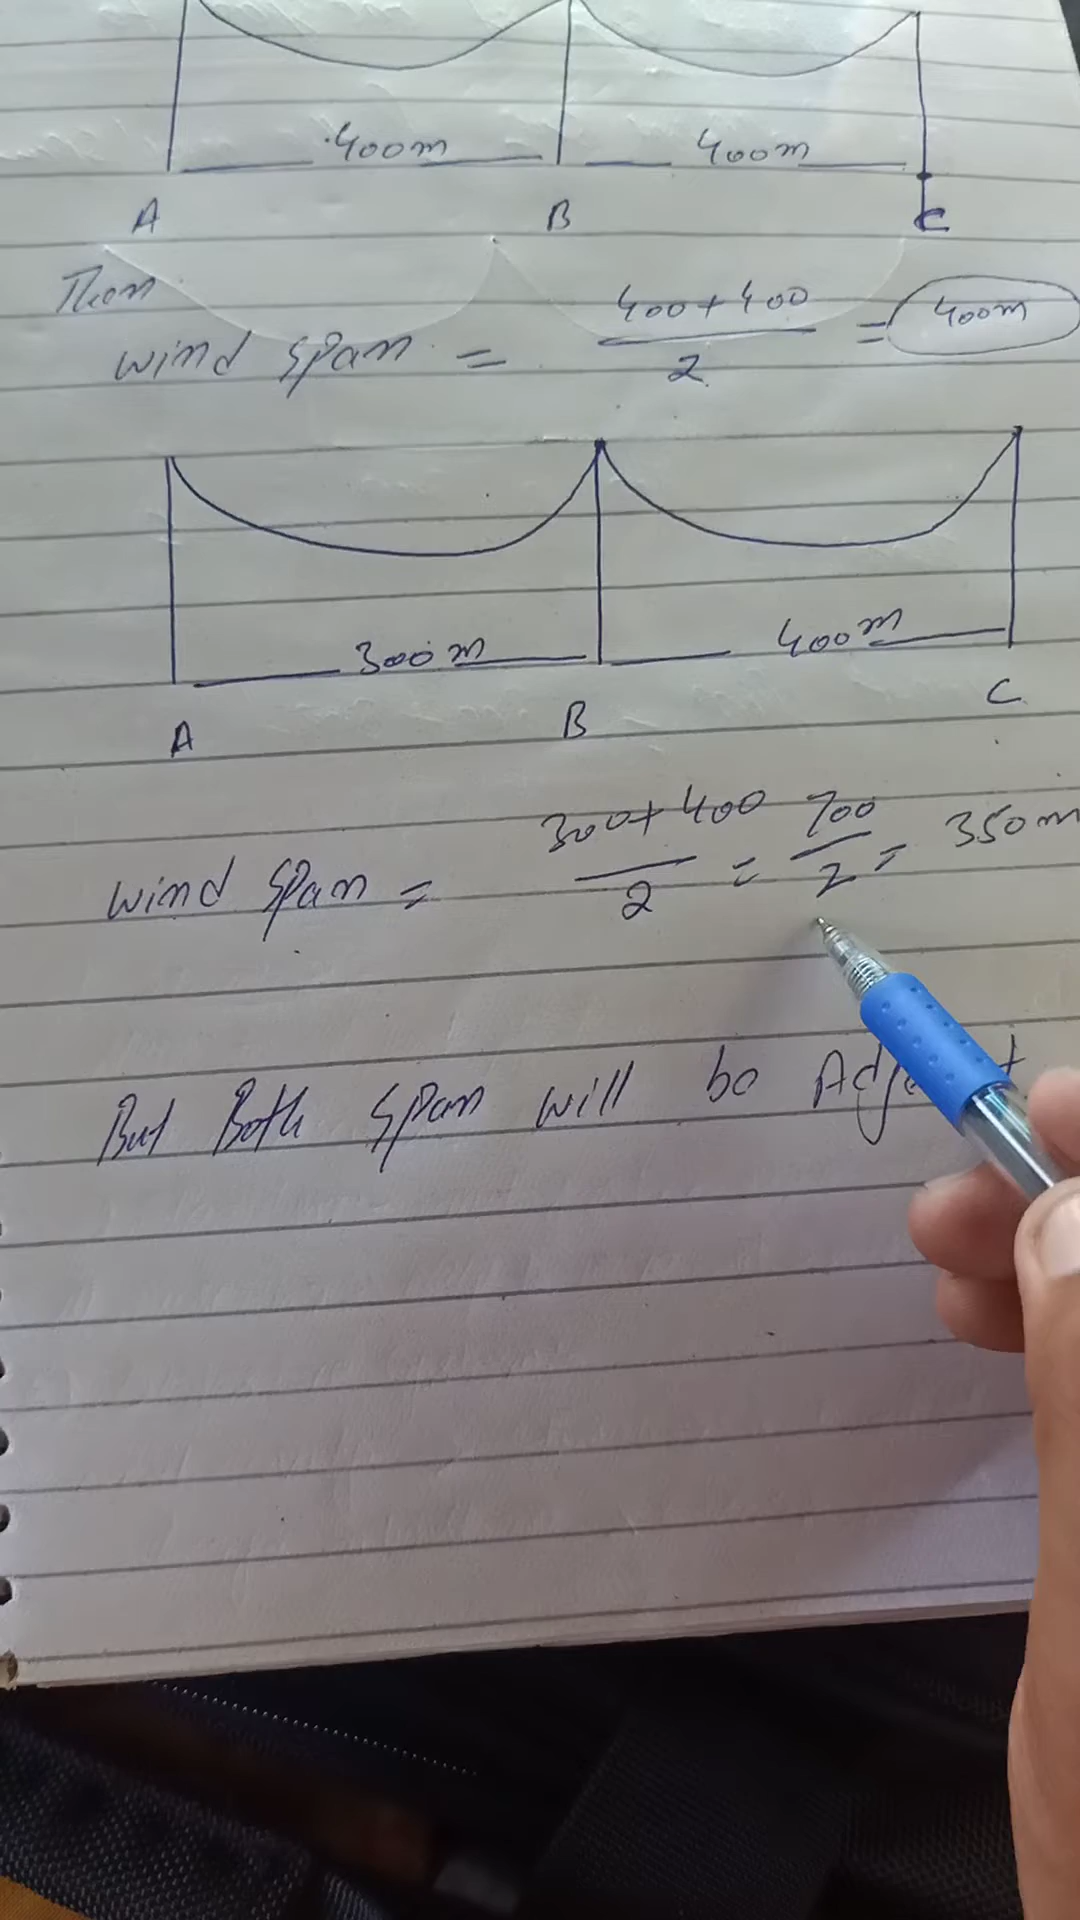 400m 400m
A B C
Then
wind span = 400+400 / 2 = 400m
300m 400m
A B C
wind span = 300+400 / 2 = 700 / 2 = 350m
But Both span will be